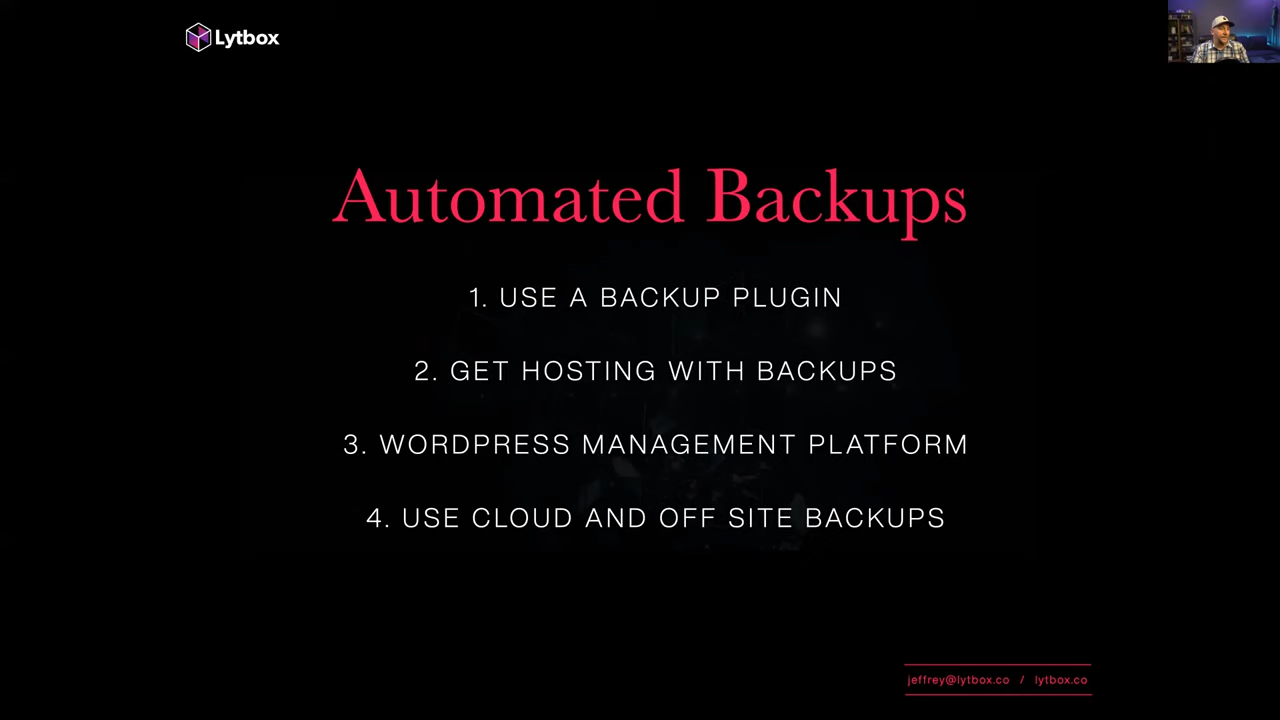 Lytbox
Automated Backups
1. USE A BACKUP PLUGIN
2. GET HOSTING WITH BACKUPS
3. WORDPRESS MANAGEMENT PLATFORM
4. USE CLOUD AND OFF SITE BACKUPS
jeffrey@lytbox.co / lytbox.co